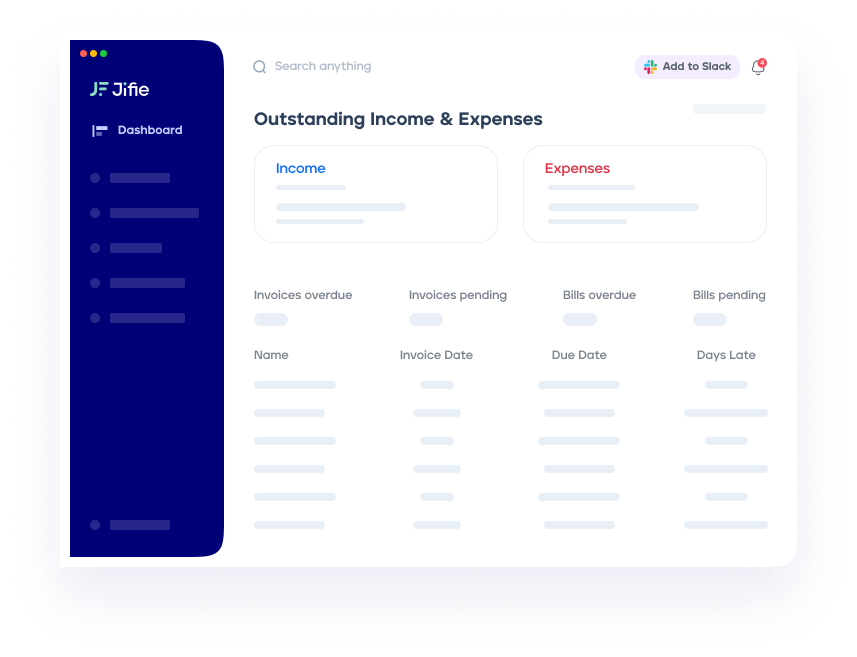 Jifie
Dashboard
Search anything
Add to Slack
4
Outstanding Income & Expenses
Income
Expenses
Invoices overdue
Invoices pending
Bills overdue
Bills pending
Name
Invoice Date
Due Date
Days Late